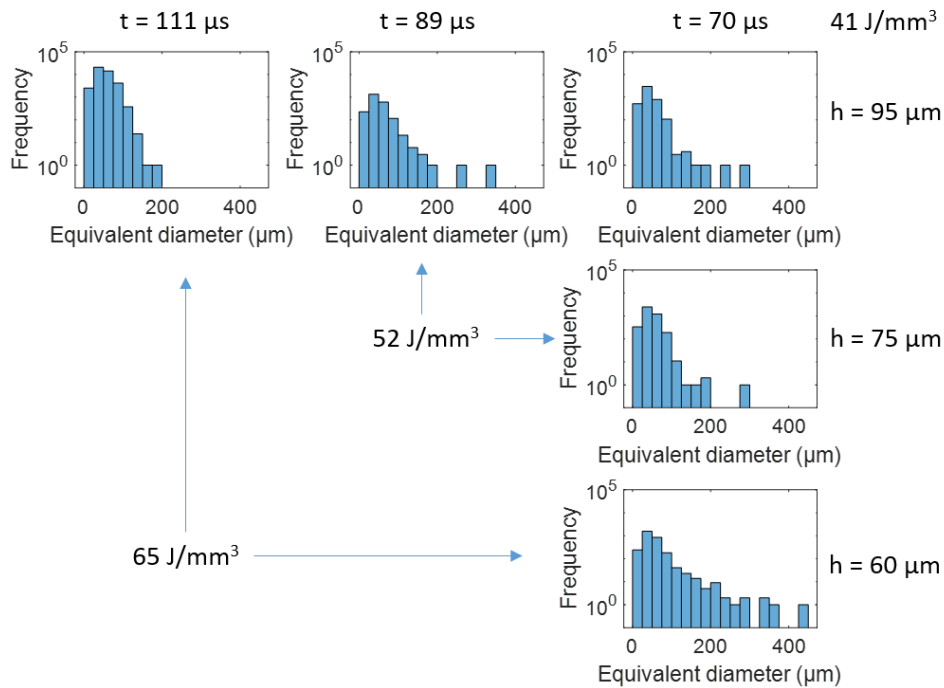 t = 111 µs
t = 89 µs
t = 70 µs
41 J/mm³
10⁵
10⁰
Frequency
0 200 400
Equivalent diameter (µm)
10⁵
10⁰
Frequency
0 200 400
Equivalent diameter (µm)
10⁵
10⁰
Frequency
0 200 400
Equivalent diameter (µm)
h = 95 µm
52 J/mm³
10⁵
10⁰
Frequency
0 200 400
Equivalent diameter (µm)
h = 75 µm
65 J/mm³
10⁵
10⁰
Frequency
0 200 400
Equivalent diameter (µm)
h = 60 µm